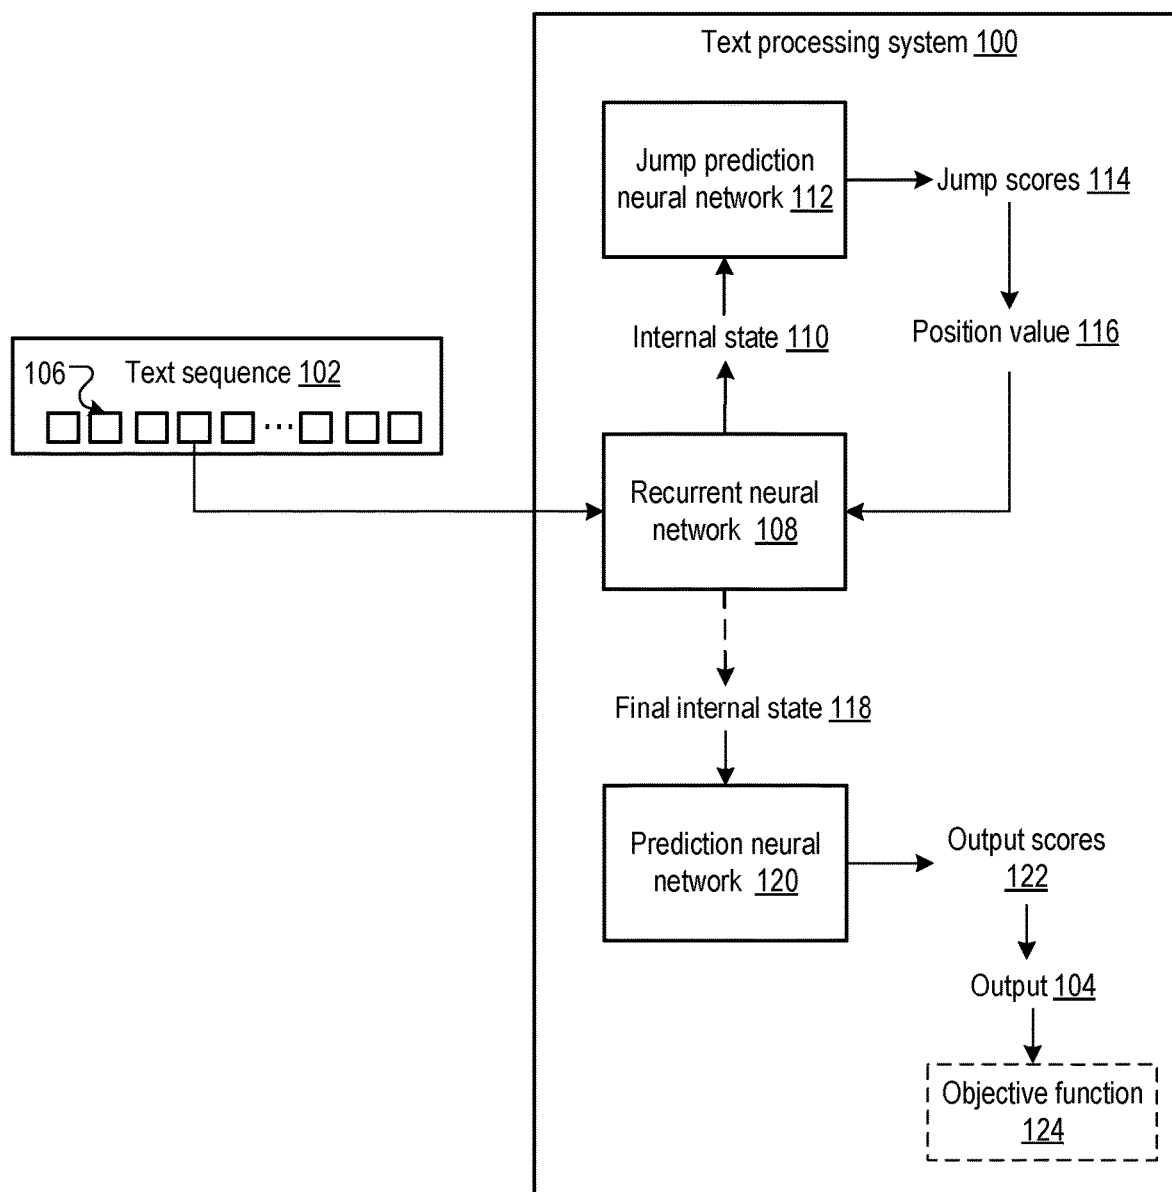 Text processing system 100
Jump prediction
neural network 112
Jump scores 114
Internal state 110
Position value 116
106
Text sequence 102
...
Recurrent neural
network 108
Final internal state 118
Prediction neural
network 120
Output scores
122
Output 104
Objective function
124